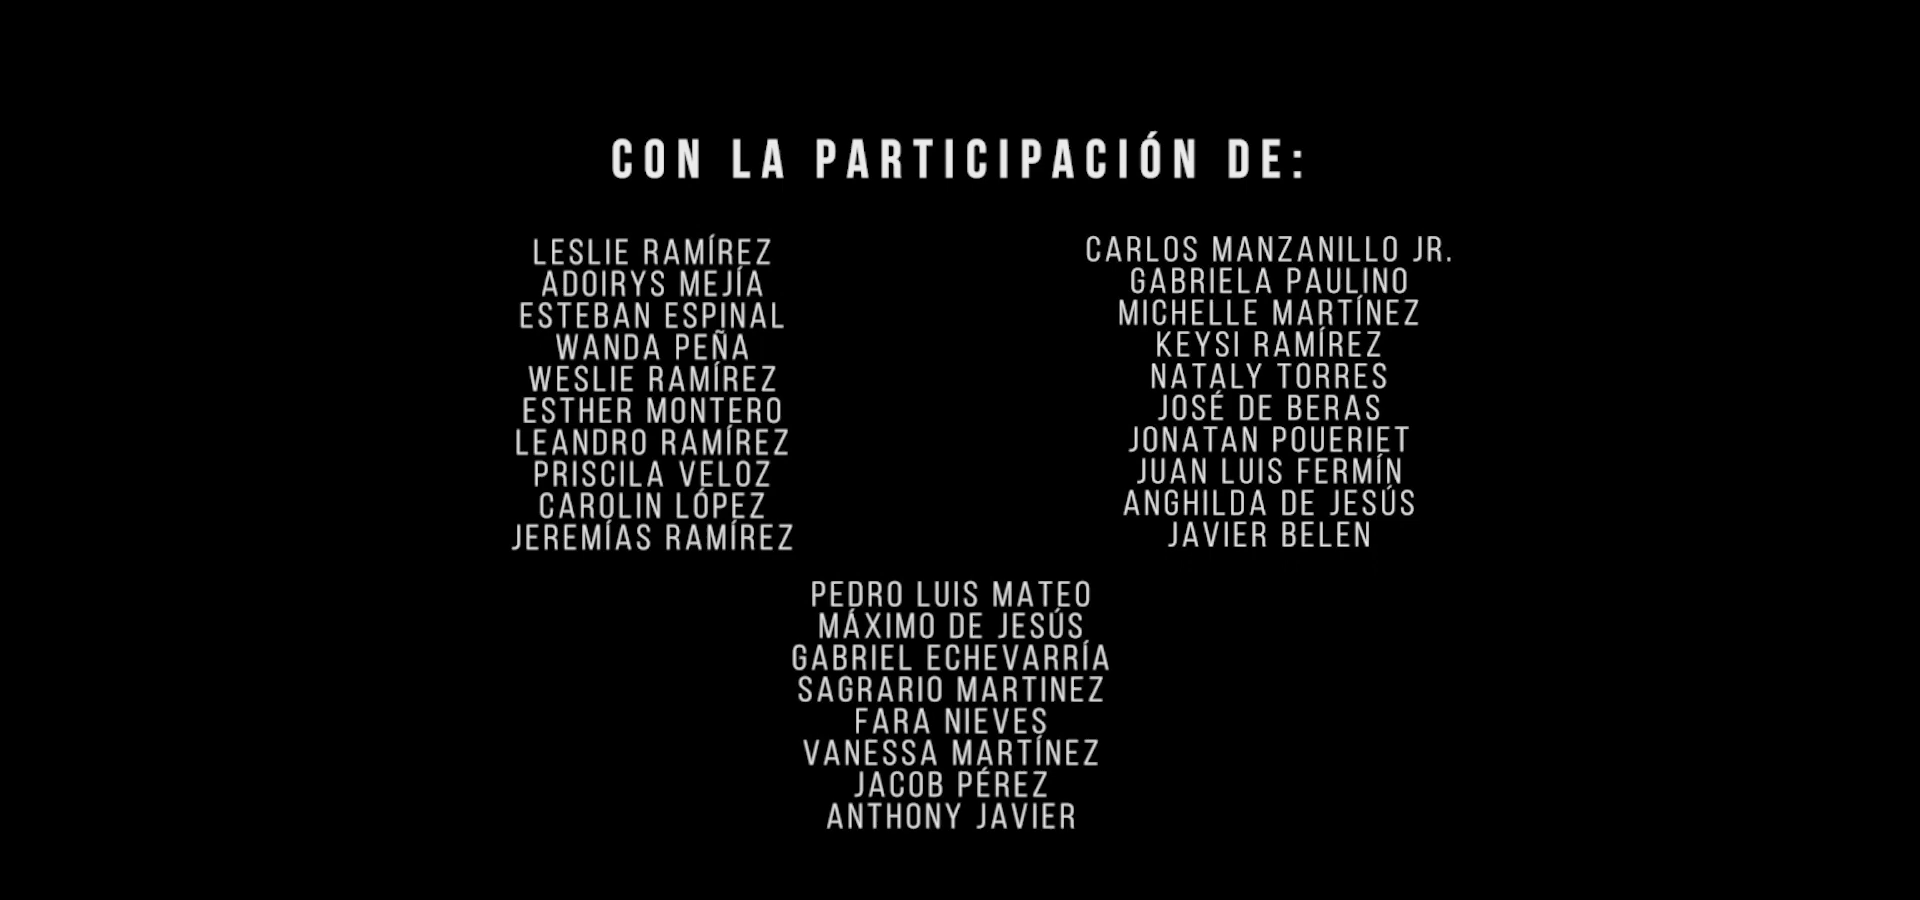 CON LA PARTICIPACIÓN DE:
LESLIE RAMÍREZ
ADOIRYS MEJÍA
ESTEBAN ESPINAL
WANDA PEÑA
WESLIE RAMÍREZ
ESTHER MONTERO
LEANDRO RAMÍREZ
PRISCILA VELOZ
CAROLIN LÓPEZ
JEREMÍAS RAMÍREZ
CARLOS MANZANILLO JR.
GABRIELA PAULINO
MICHELLE MARTÍNEZ
KEYSI RAMÍREZ
NATALY TORRES
JOSÉ DE BERAS
JONATAN POUERIET
JUAN LUIS FERMÍN
ANGHILDA DE JESÚS
JAVIER BELEN
PEDRO LUIS MATEO
MÁXIMO DE JESÚS
GABRIEL ECHEVARRÍA
SAGRARIO MARTINEZ
FARA NIEVES
VANESSA MARTÍNEZ
JACOB PÉREZ
ANTHONY JAVIER